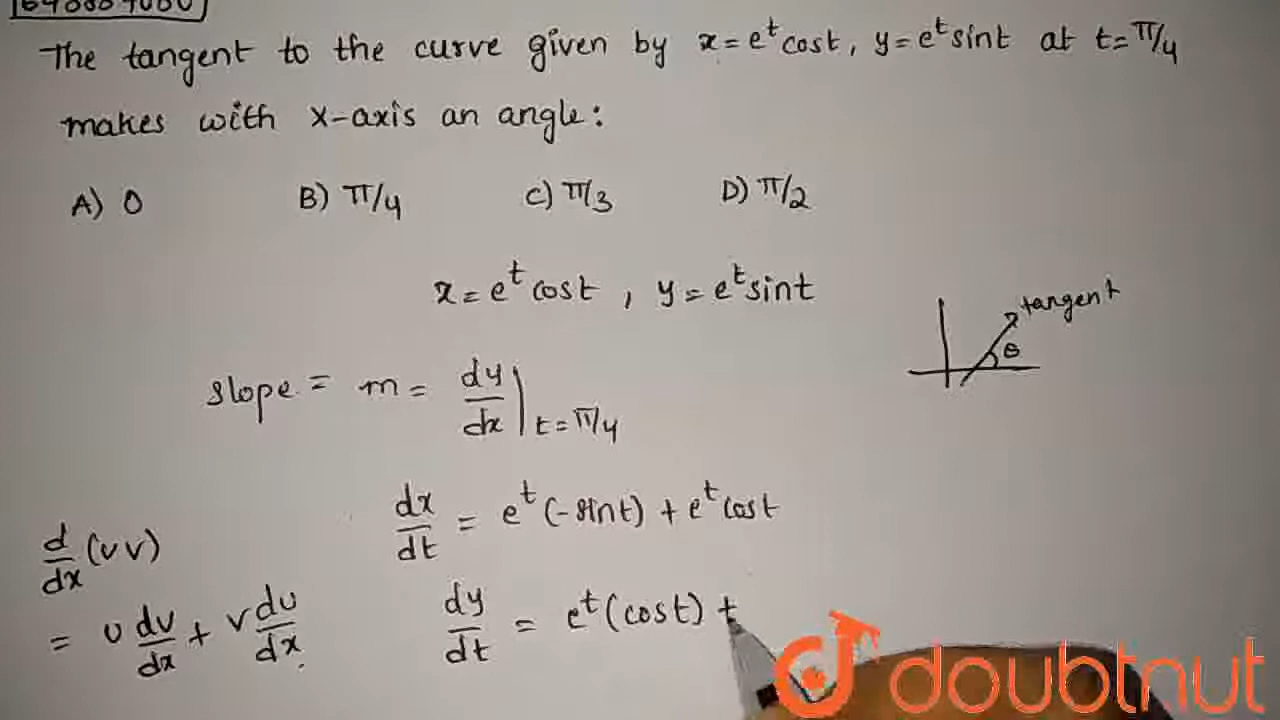 The tangent to the curve given by x = e^t cost, y = e^t sint at t = π/4
makes with x-axis an angle:
A) 0 B) π/4 C) π/3 D) π/2
x = e^t cost, y = e^t sint
tangent
θ
slope = m = dy/dx | t = π/4
dx/dt = e^t (-sint) + e^t cost
d/dx (uv)
= u dv/dx + v du/dx
dy/dt = e^t (cost) +
doubtnut